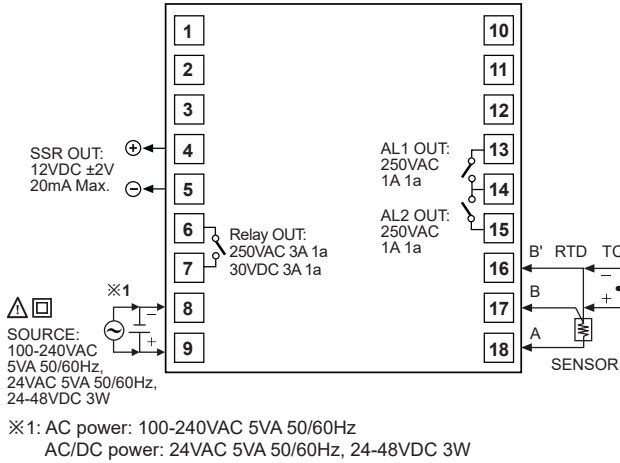 1
2
3
4
5
6
7
8
9
10
11
12
13
14
15
16
17
18
SSR OUT:
12VDC ±2V
20mA Max.
Relay OUT:
250VAC 3A 1a
30VDC 3A 1a
※1
SOURCE:
100-240VAC
5VA 50/60Hz,
24VAC 5VA 50/60Hz,
24-48VDC 3W
AL1 OUT:
250VAC
1A 1a
AL2 OUT:
250VAC
1A 1a
B' RTD
B
A
SENSOR
※1: AC power: 100-240VAC 5VA 50/60Hz
AC/DC power: 24VAC 5VA 50/60Hz, 24-48VDC 3W